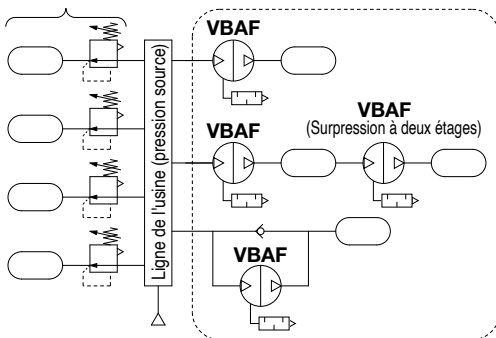 VBAF
VBAF
VBAF
(Surpression à deux étages)
Ligne de l'usine (pression source)
VBAF